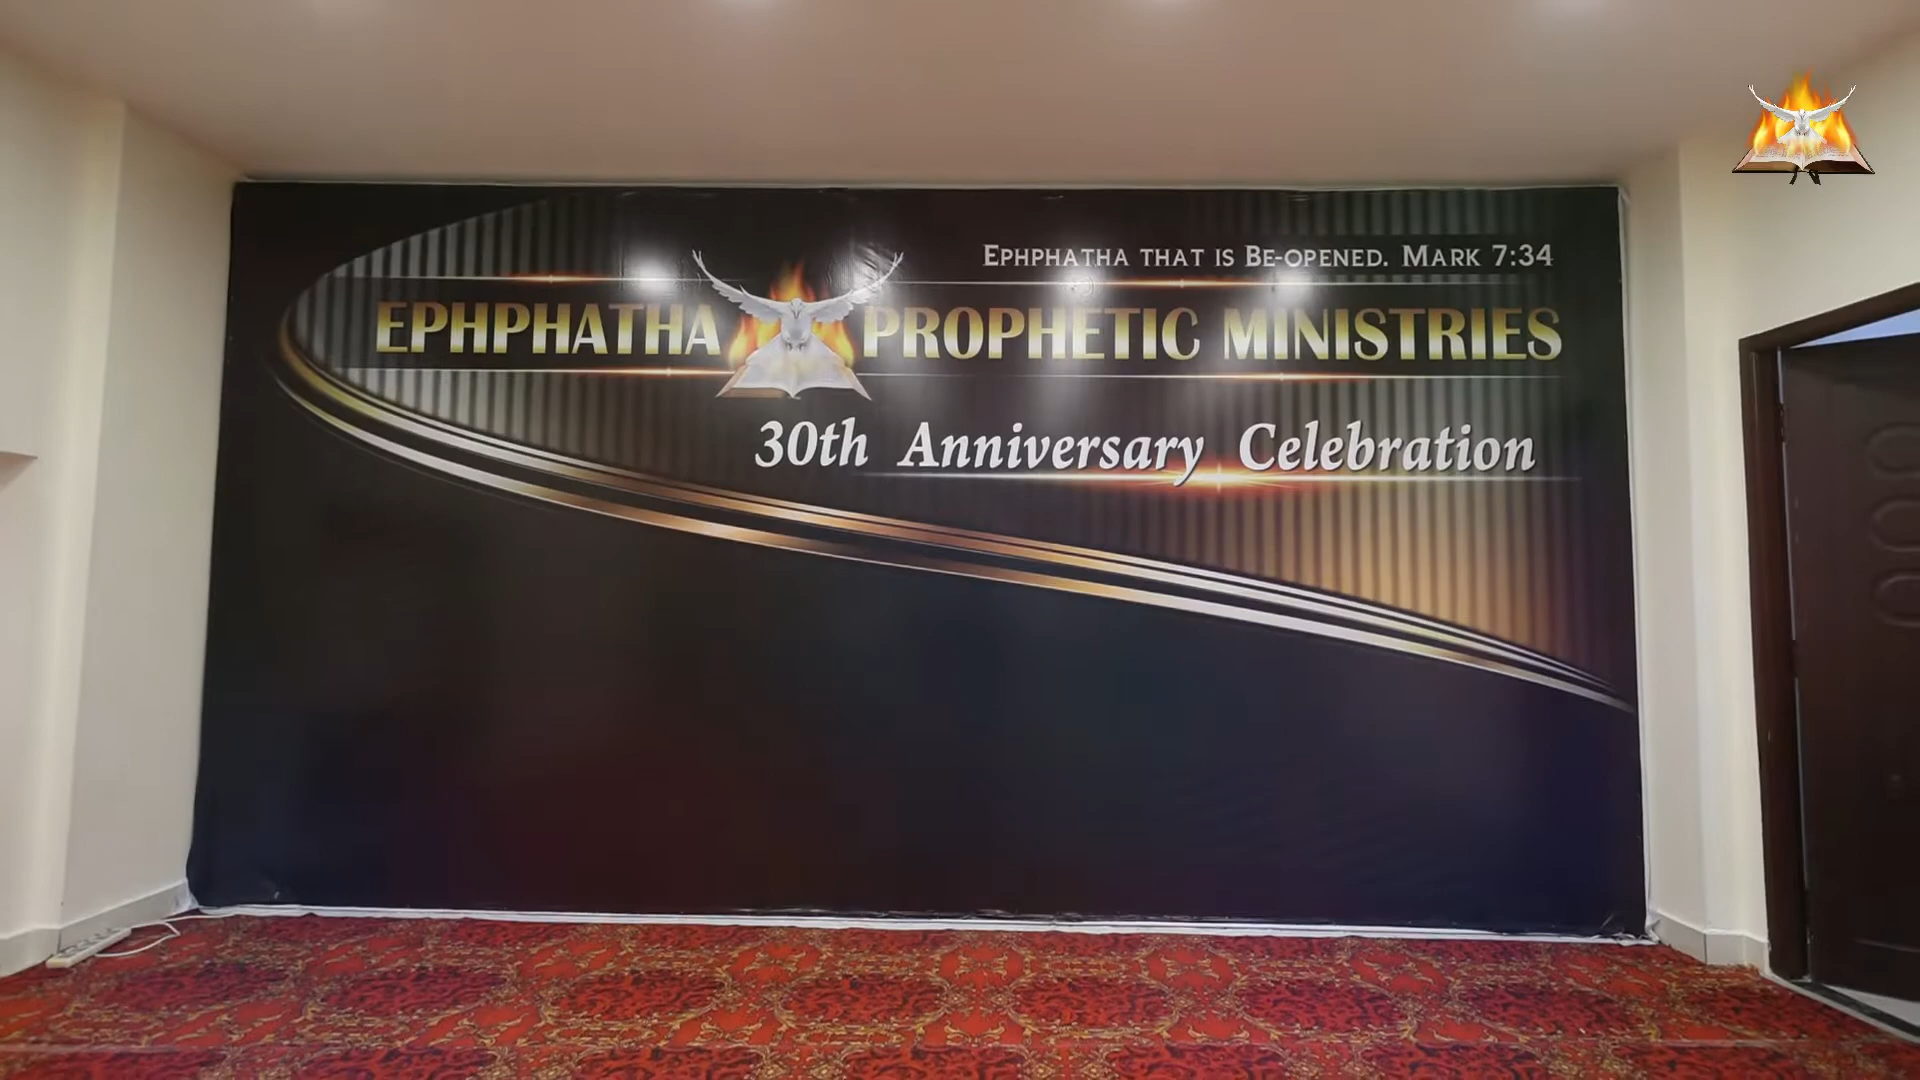 Ephphatha that is Be-opened. Mark 7:34
EPHPHATHA PROPHETIC MINISTRIES
30th Anniversary Celebration